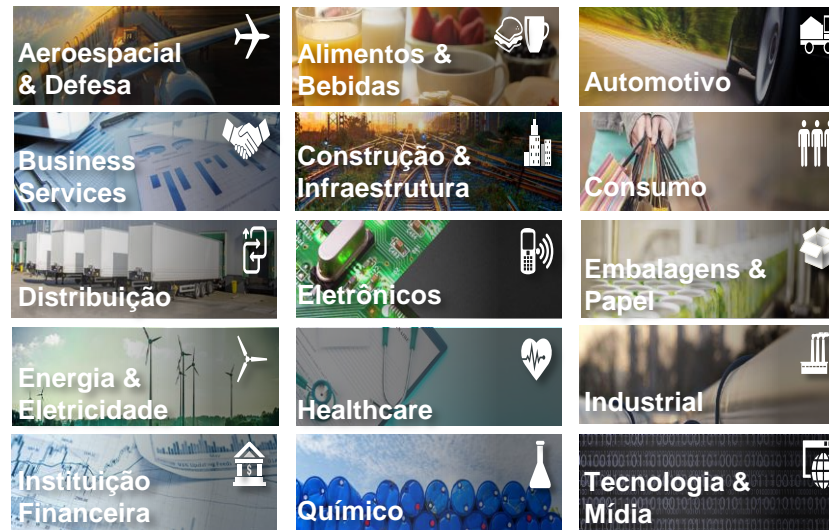 Aeroespacial
& Defesa
Alimentos &
Bebidas
Automotivo
Business
Services
Construção &
Infraestrutura
Consumo
Distribuição
Eletrônicos
Embalagens &
Papel
Energia &
Eletricidade
Healthcare
Industrial
Instituição
Financeira
$
Químico
Tecnologia &
Mídia